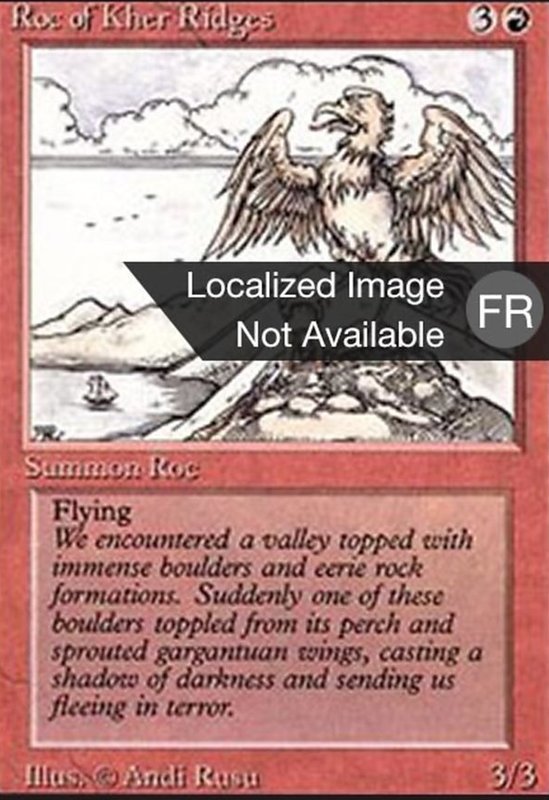 Roc of Kher Ridges
3
Localized Image
Not Available
FR
Summon Roc
Flying
We encountered a valley topped with
immense boulders and eerie rock
formations. Suddenly one of these
boulders toppled from its perch and
sprouted gargantuan wings, casting a
shadow of darkness and sending us
fleeing in terror.
Illus. © Andi Rusu
3/3